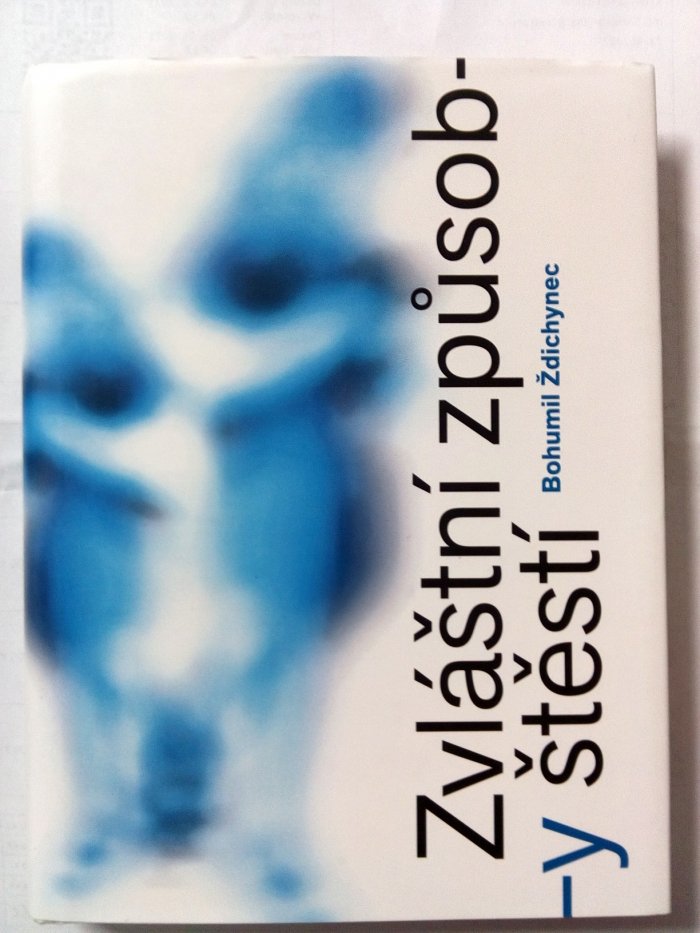 Zvláštní způsob-
-y štěstí
Bohumil Ždichynec